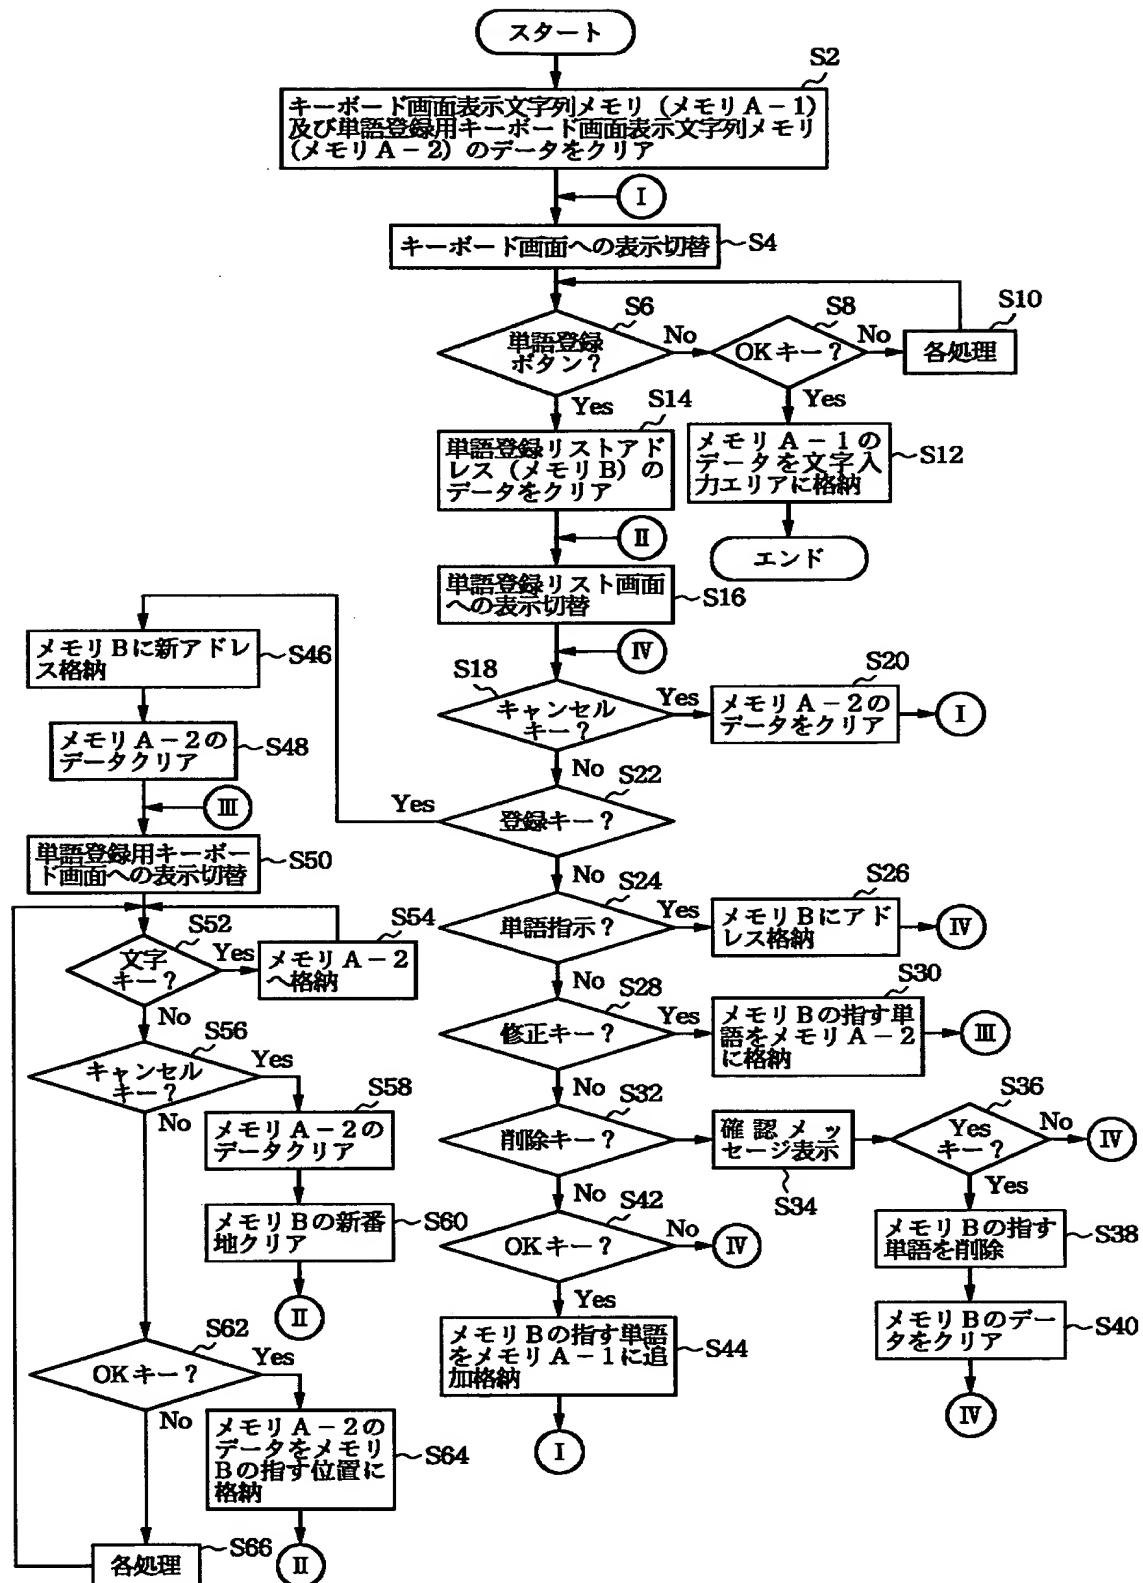 スタート
S2
キーボード画面表示文字列メモリ（メモリA－1）
及び単語登録用キーボード画面表示文字列メモリ
（メモリA－2）のデータをクリア
I
キーボード画面への表示切替
S4
S6
単語登録
ボタン？
No
Yes
S8
OKキー？
No
Yes
S10
各処理
S14
単語登録リストアド
レス（メモリB）の
データをクリア
メモリA－1の
データを文字入
力エリアに格納
S12
II
エンド
単語登録リスト画面
への表示切替
S16
IV
S18
キャンセル
キー？
Yes
No
S20
メモリA－2の
データをクリア
I
S22
登録キー？
Yes
No
メモリBに新アドレ
ス格納
S46
メモリA－2の
データクリア
S48
III
単語登録用キーボー
ド画面への表示切替
S50
S24
単語指示？
Yes
No
S26
メモリBにアド
レス格納
IV
S52
文字
キー？
Yes
No
S54
メモリA－2
へ格納
S28
修正キー？
Yes
No
S30
メモリBの指す単
語をメモリA－2
に格納
III
S56
キャンセル
キー？
Yes
No
S58
メモリA－2の
データクリア
メモリBの新番
地クリア
S60
II
S32
削除キー？
No
確認メッ
セージ表示
S34
S36
Yes
キー？
No
IV
Yes
メモリBの指す
単語を削除
S38
メモリBのデー
タをクリア
S40
IV
S42
OKキー？
No
IV
Yes
メモリBの指す単語
をメモリA－1に追
加格納
S44
I
S62
OKキー？
Yes
No
メモリA－2の
データをメモリ
Bの指す位置に
格納
S64
II
各処理
S66